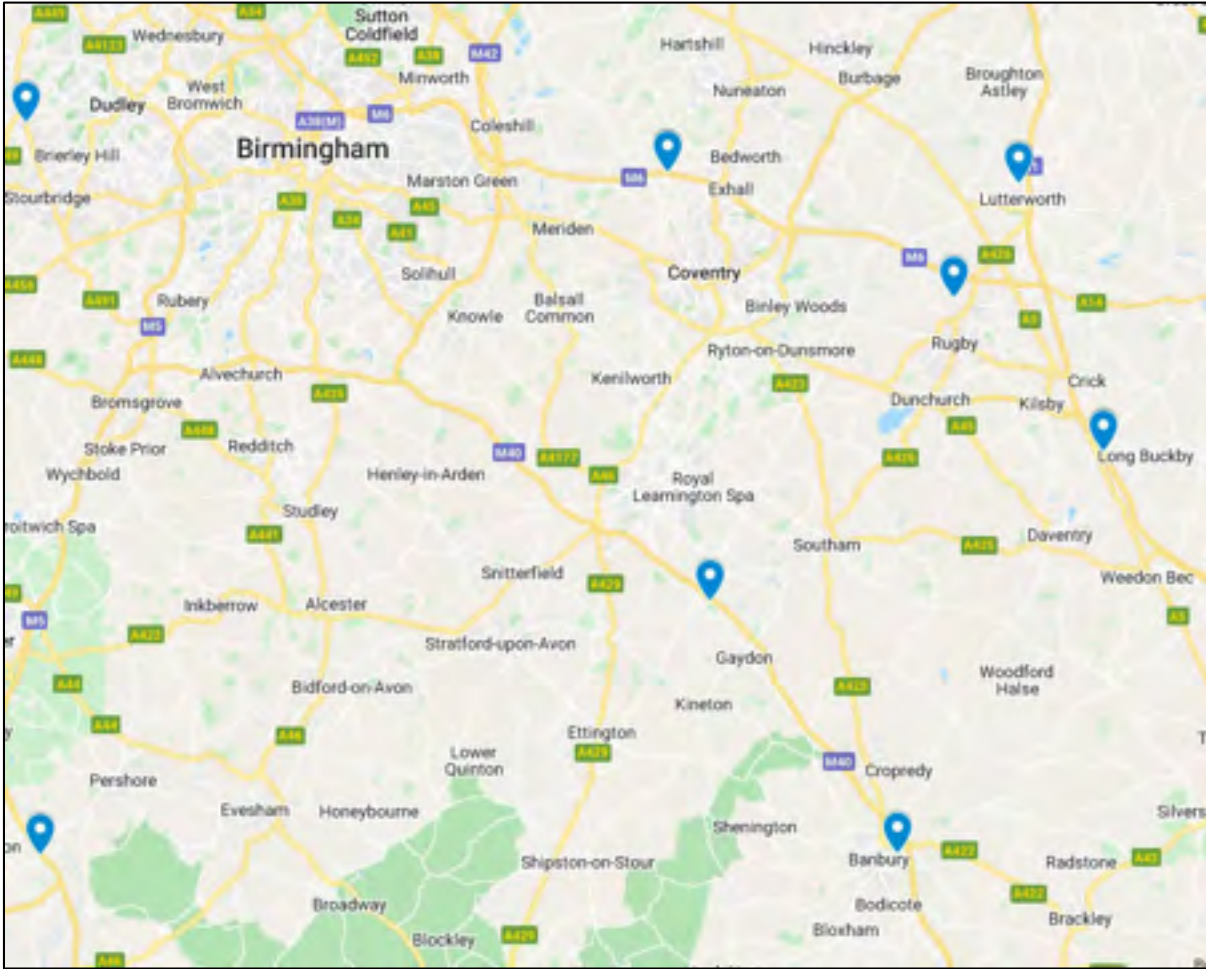 A449
A34
Sutton
Coldfield
Wednesbury
A4123
A452
A38
M42
Hartshill
Hinckley
Minworth
Burbage
Broughton
Astley
West
Bromwich
Dudley
Nuneaton
A38(M)
M6
Coleshill
Birmingham
Brierley Hill
Bedworth
Marston Green
M6
Exhall
Stourbridge
A38
A45
Lutterworth
A34
A41
Meriden
Solihull
Coventry
M6
A456
A491
Rubery
Balsall
Common
Binley Woods
A14
Knowle
M5
A5
Rugby
Ryton-on-Dunsmore
A448
Alvechurch
Kenilworth
A423
Crick
Bromsgrove
A435
Dunchurch
Kilsby
A448
A45
Stoke Prior
Redditch
M40
A4177
A426
Long Buckby
Wychbold
Henley-in-Arden
A46
Royal
Leamington Spa
Studley
roitwich Spa
A441
Southam
A425
Daventry
Snitterfield
A429
Weedon Bec
Inkberrow
Alcester
M5
A422
A5
Stratford-upon-Avon
Gaydon
Woodford
Halse
A44
Bidford-on-Avon
A423
Kineton
A44
A46
Ettington
Lower
Quinton
A429
M40
Cropredy
Pershore
Evesham
Honeybourne
Shenington
Silvers
on
Banbury
A422
Shipston-on-Stour
Radstone
A43
A422
Broadway
Bodicote
Brackley
Blockley
A429
Bloxham
A46